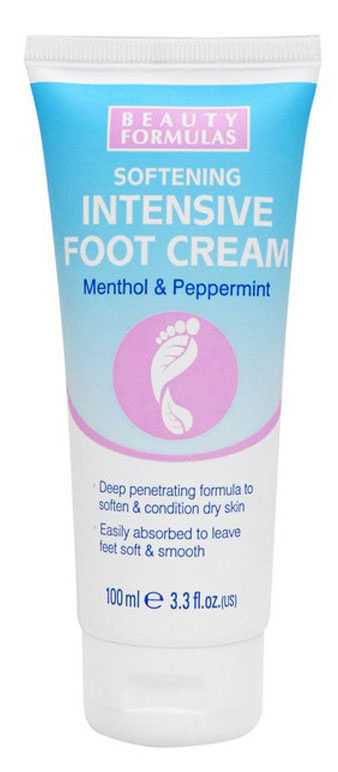 BEAUTY
FORMULAS
SOFTENING
INTENSIVE
FOOT CREAM
Menthol & Peppermint
· Deep penetrating formula to
soften & condition dry skin
· Easily absorbed to leave
feet soft & smooth
100 ml ℮ 3.3 fl.oz.(US)